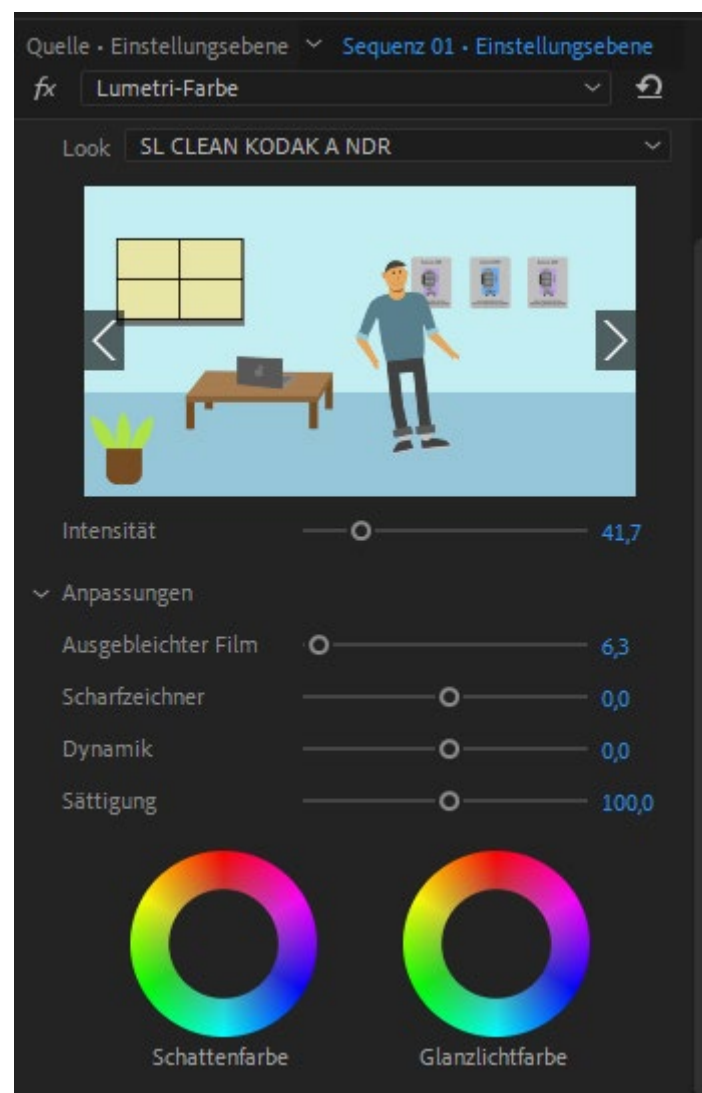 Quelle • Einstellungsebene Sequenz 01 • Einstellungsebene
fx Lumetri-Farbe
Look SL CLEAN KODAK A NDR
Intensität 41,7
Anpassungen
Ausgebleichter Film 6,3
Scharfzeichner 0,0
Dynamik 0,0
Sättigung 100,0
Schattenfarbe Glanzlichtfarbe